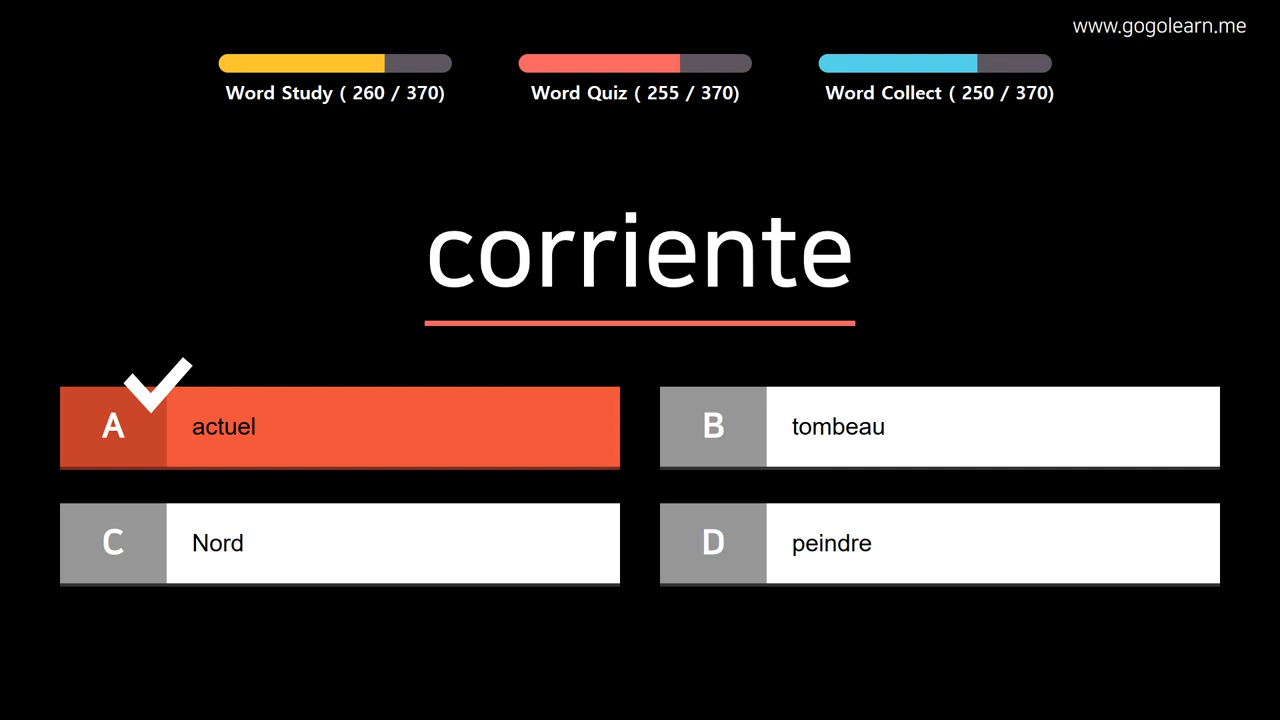 www.gogolearn.me
Word Study ( 260 / 370)
Word Quiz ( 255 / 370)
Word Collect ( 250 / 370)
corriente
A actuel
B tombeau
C Nord
D peindre